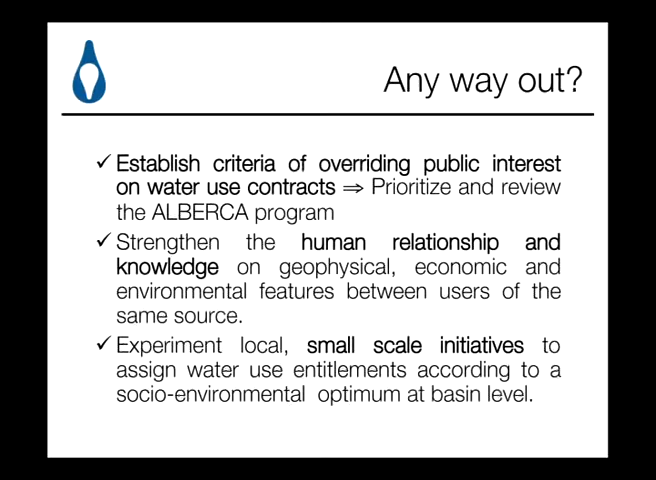 Any way out?
✓ Establish criteria of overriding public interest
on water use contracts ⇒ Prioritize and review
the ALBERCA program
✓ Strengthen the human relationship and
knowledge on geophysical, economic and
environmental features between users of the
same source.
✓ Experiment local, small scale initiatives to
assign water use entitlements according to a
socio-environmental optimum at basin level.